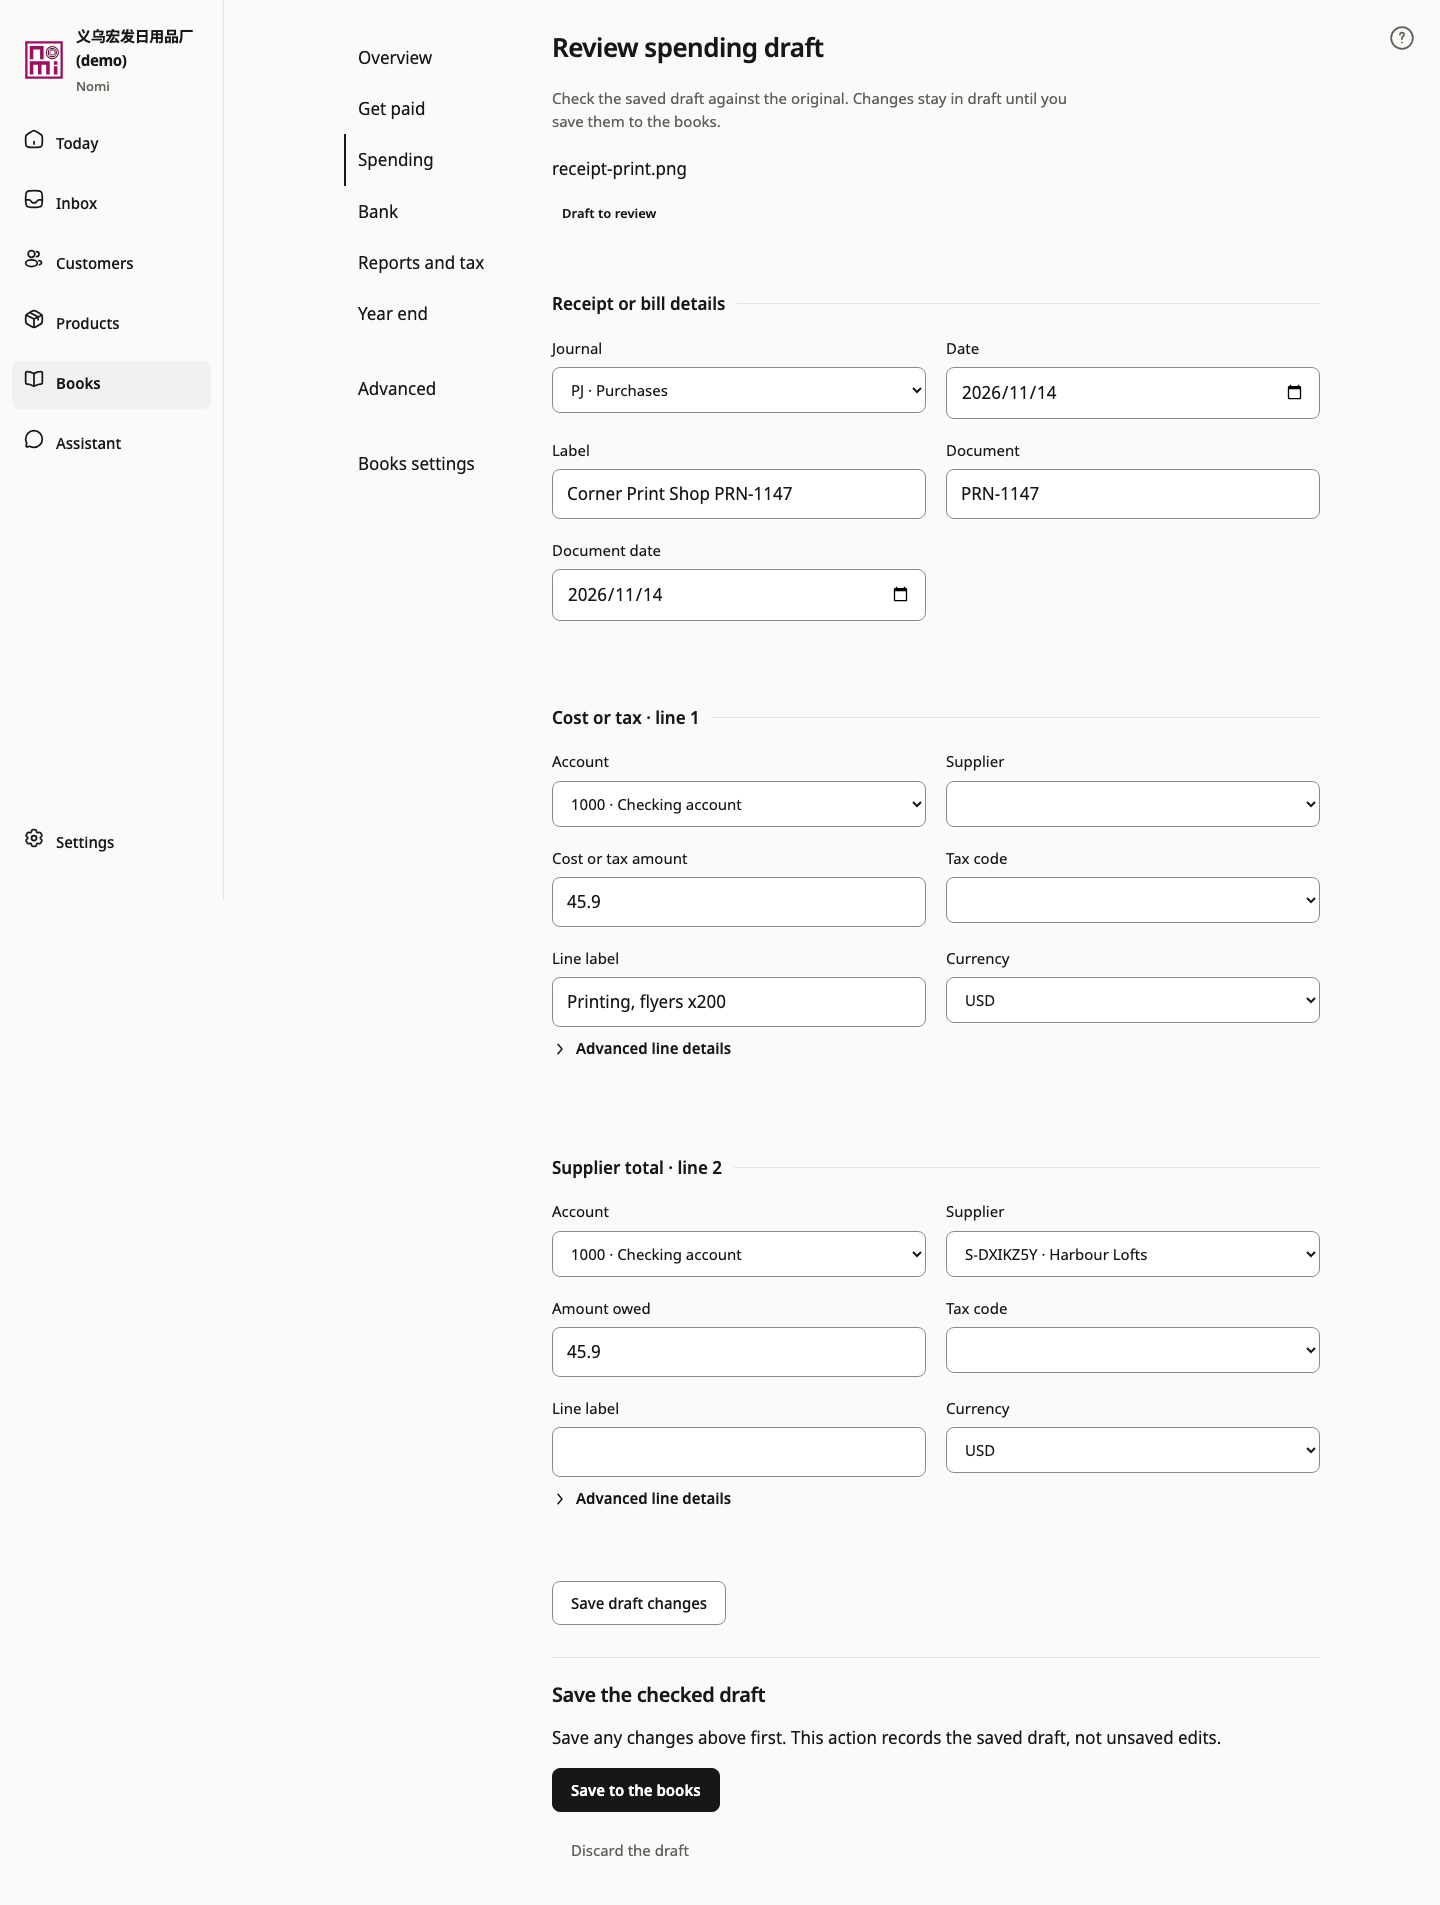 义乌宏发日用品厂
(demo)
Nomi
Today
Inbox
Customers
Products
Books
Assistant
Settings
Overview
Get paid
Spending
Bank
Reports and tax
Year end
Advanced
Books settings
Review spending draft
Check the saved draft against the original. Changes stay in draft until you
save them to the books.
receipt-print.png
Draft to review
Receipt or bill details
Journal
Date
PJ · Purchases
2026/11/14
Label
Document
Corner Print Shop PRN-1147
PRN-1147
Document date
2026/11/14
Cost or tax · line 1
Account
Supplier
1000 · Checking account
Cost or tax amount
Tax code
45.9
Line label
Currency
Printing, flyers x200
USD
Advanced line details
Supplier total · line 2
Account
Supplier
1000 · Checking account
S-DXIKZ5Y · Harbour Lofts
Amount owed
Tax code
45.9
Line label
Currency
USD
Advanced line details
Save draft changes
Save the checked draft
Save any changes above first. This action records the saved draft, not unsaved edits.
Save to the books
Discard the draft